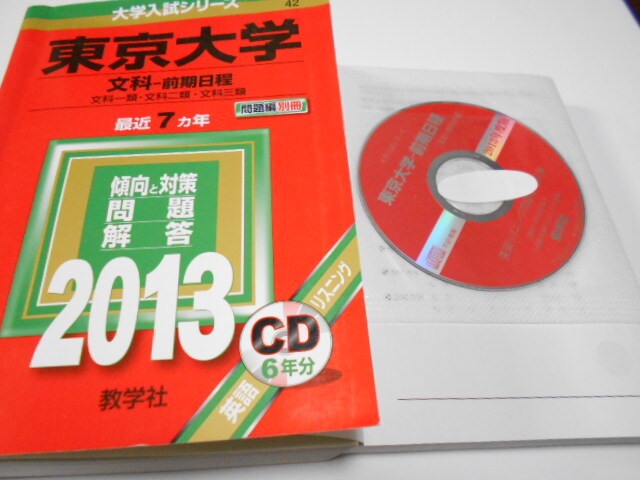 大学入試シリーズ
42
東京大学
文科-前期日程
文科一類・文科二類・文科三類
問題編 別冊
最近7ヵ年
傾向と対策
問題
解答
2013
CD
6年分
英語
リスニング
教学社
東京大学-前期日程